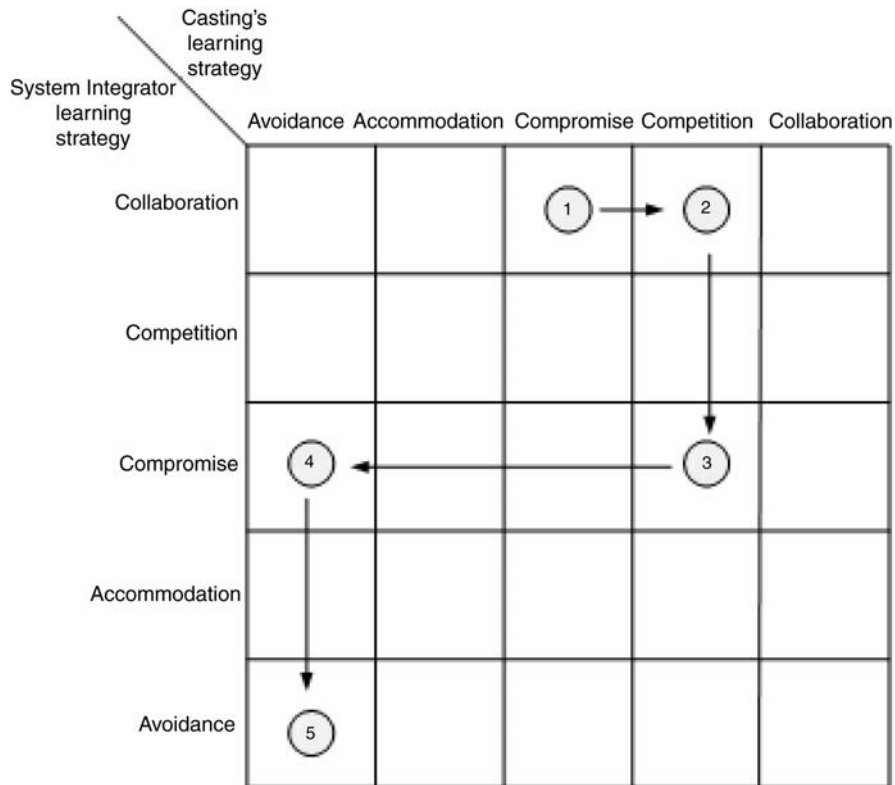 Casting's
learning
strategy
System Integrator
learning
strategy
Avoidance Accommodation Compromise Competition Collaboration
Collaboration
1
2
Competition
Compromise
4
3
Accommodation
Avoidance
5